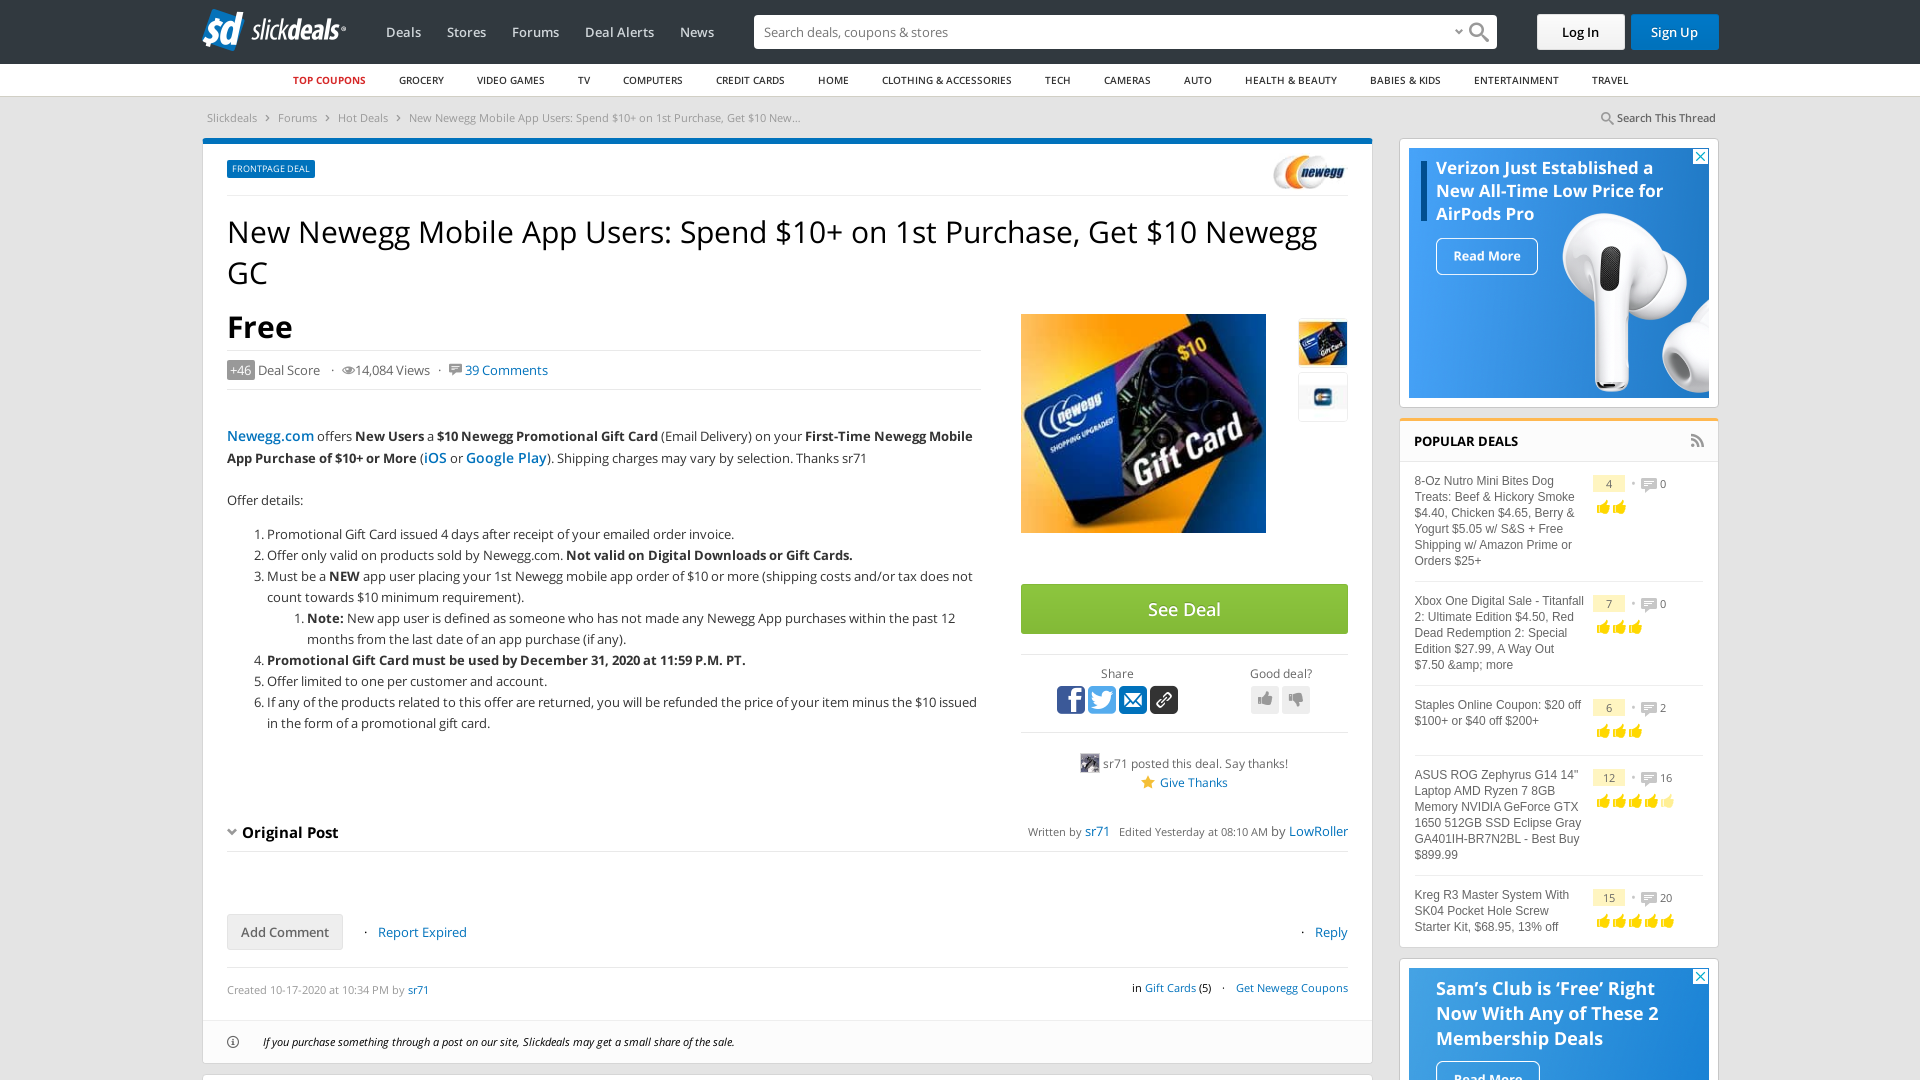 sd slickdeals
Deals
Stores
Forums
Deal Alerts
News
Search deals, coupons & stores
Log In
Sign Up
TOP COUPONS
GROCERY
VIDEO GAMES
TV
COMPUTERS
CREDIT CARDS
HOME
CLOTHING & ACCESSORIES
TECH
CAMERAS
AUTO
HEALTH & BEAUTY
BABIES & KIDS
ENTERTAINMENT
TRAVEL
Slickdeals › Forums › Hot Deals › New Newegg Mobile App Users: Spend $10+ on 1st Purchase, Get $10 New...
Search This Thread
FRONTPAGE DEAL
newegg
New Newegg Mobile App Users: Spend $10+ on 1st Purchase, Get $10 Newegg
GC
Free
+46 Deal Score · 14,084 Views · 39 Comments
Newegg.com offers New Users a $10 Newegg Promotional Gift Card (Email Delivery) on your First-Time Newegg Mobile
App Purchase of $10+ or More (iOS or Google Play). Shipping charges may vary by selection. Thanks sr71
Offer details:
1. Promotional Gift Card issued 4 days after receipt of your emailed order invoice.
2. Offer only valid on products sold by Newegg.com. Not valid on Digital Downloads or Gift Cards.
3. Must be a NEW app user placing your 1st Newegg mobile app order of $10 or more (shipping costs and/or tax does not
count towards $10 minimum requirement).
1. Note: New app user is defined as someone who has not made any Newegg App purchases within the past 12
months from the last date of an app purchase (if any).
4. Promotional Gift Card must be used by December 31, 2020 at 11:59 P.M. PT.
5. Offer limited to one per customer and account.
6. If any of the products related to this offer are returned, you will be refunded the price of your item minus the $10 issued
in the form of a promotional gift card.
$10
newegg
SHOPPING UPGRADED
Gift Card
See Deal
Share
Good deal?
sr71 posted this deal. Say thanks!
Give Thanks
Original Post
Written by sr71 Edited Yesterday at 08:10 AM by LowRoller
Add Comment
· Report Expired
· Reply
Created 10-17-2020 at 10:34 PM by sr71
in Gift Cards (5) · Get Newegg Coupons
If you purchase something through a post on our site, Slickdeals may get a small share of the sale.
Verizon Just Established a
New All-Time Low Price for
AirPods Pro
Read More
POPULAR DEALS
8-Oz Nutro Mini Bites Dog
Treats: Beef & Hickory Smoke
$4.40, Chicken $4.65, Berry &
Yogurt $5.05 w/ S&S + Free
Shipping w/ Amazon Prime or
Orders $25+
4 • 0
Xbox One Digital Sale - Titanfall
2: Ultimate Edition $4.50, Red
Dead Redemption 2: Special
Edition $27.99, A Way Out
$7.50 &amp; more
7 • 0
Staples Online Coupon: $20 off
$100+ or $40 off $200+
6 • 2
ASUS ROG Zephyrus G14 14"
Laptop AMD Ryzen 7 8GB
Memory NVIDIA GeForce GTX
1650 512GB SSD Eclipse Gray
GA401IH-BR7N2BL - Best Buy
$899.99
12 • 16
Kreg R3 Master System With
SK04 Pocket Hole Screw
Starter Kit, $68.95, 13% off
15 • 20
Sam's Club is 'Free' Right
Now With Any of These 2
Membership Deals
Read More